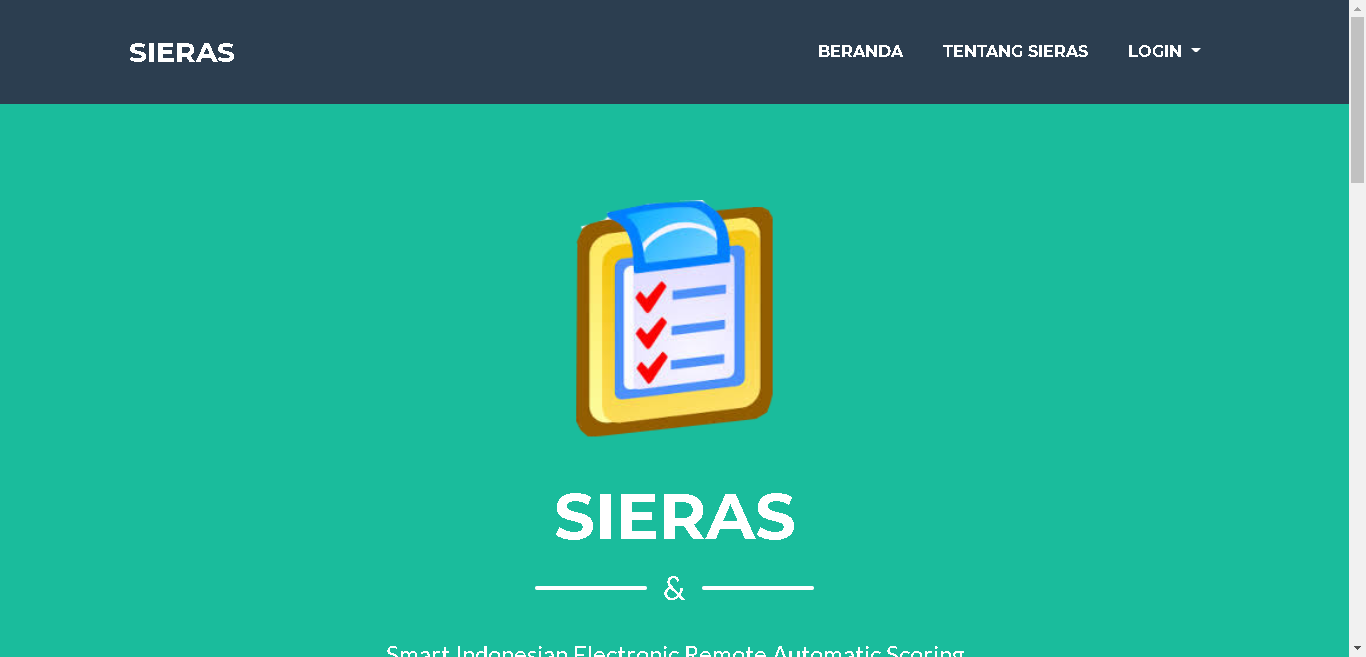 SIERAS
BERANDA TENTANG SIERAS LOGIN
SIERAS
&
Smart Indonesian Electronic Remote Automatic Scoring